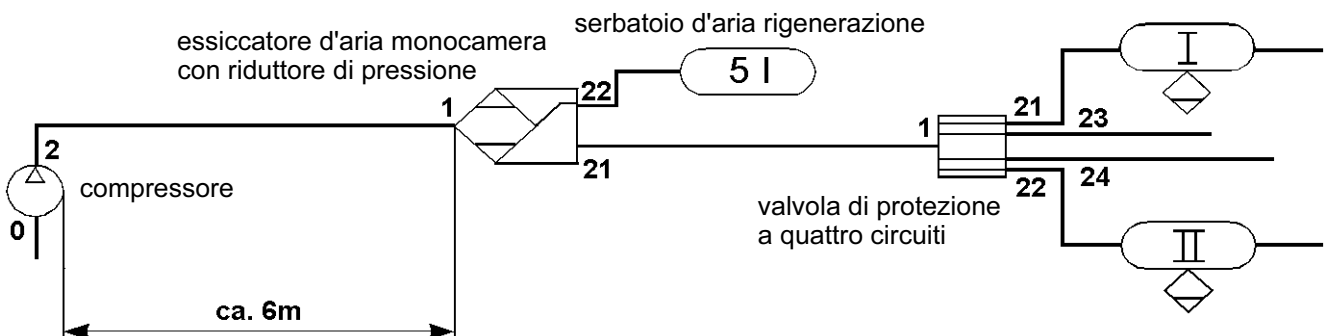 serbatoio d'aria rigenerazione
essiccatore d'aria monocamera
con riduttore di pressione
5 l
I
22
1
21
23
1
2
21
compressore
22
24
0
valvola di protezione
a quattro circuiti
II
ca. 6m